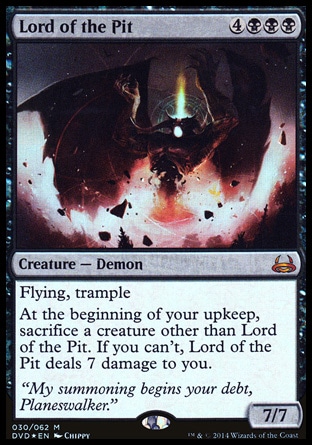 Lord of the Pit 4
Creature — Demon
Flying, trample
At the beginning of your upkeep,
sacrifice a creature other than Lord
of the Pit. If you can't, Lord of the
Pit deals 7 damage to you.
"My summoning begins your debt,
Planeswalker."
7/7
030/062 M
DVD ★ EN CHIPPY
™ & © 2014 Wizards of the Coast